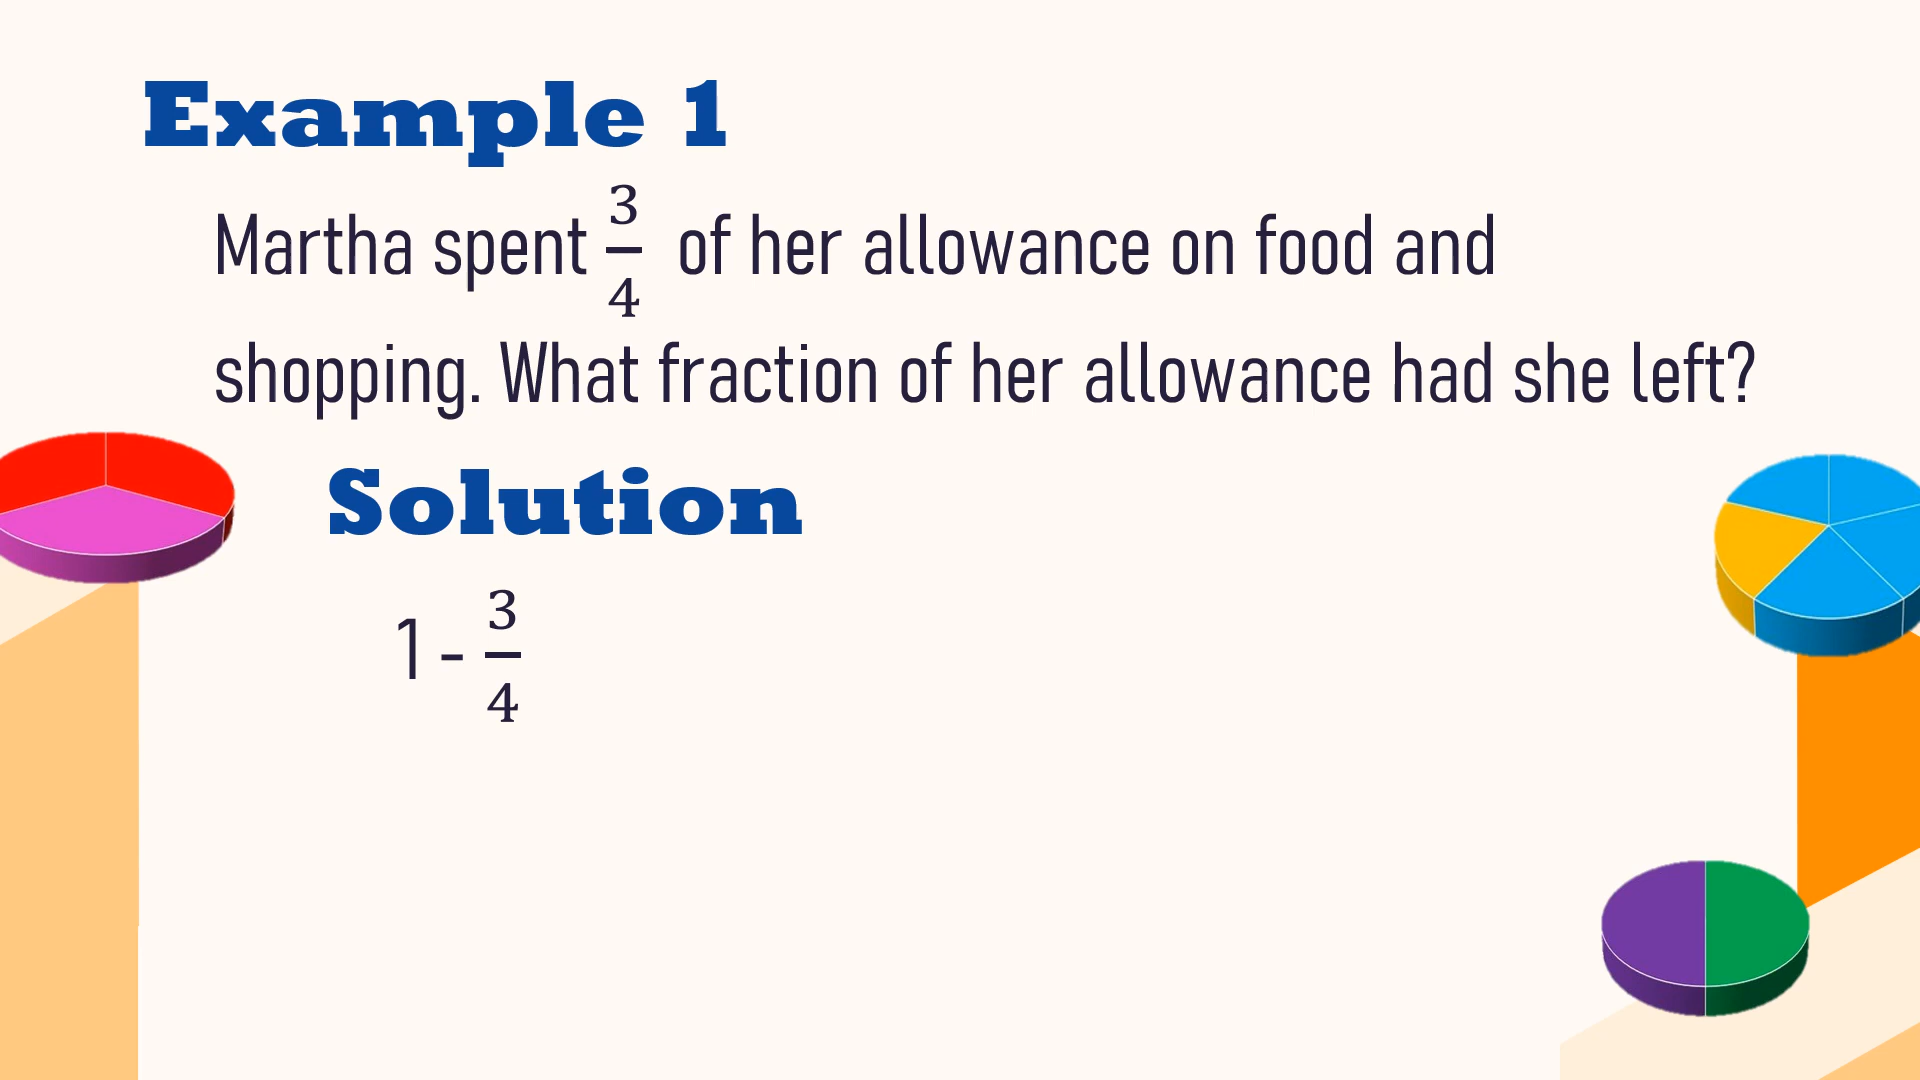 Example 1
Martha spent 3/4 of her allowance on food and
shopping. What fraction of her allowance had she left?
Solution
1 - 3/4